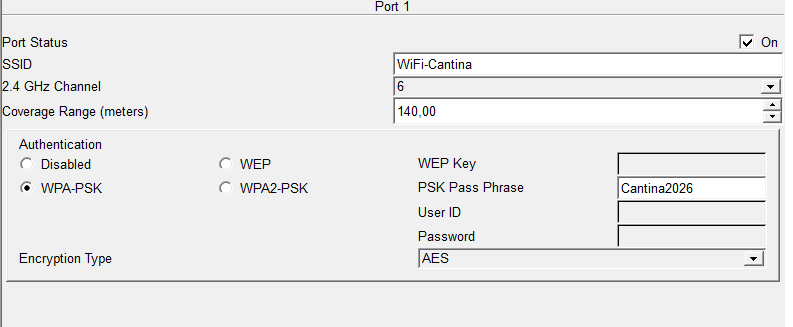 Port 1
Port Status On
SSID WiFi-Cantina
2.4 GHz Channel 6
Coverage Range (meters) 140,00
Authentication
Disabled WEP WEP Key
WPA-PSK WPA2-PSK PSK Pass Phrase Cantina2026
User ID
Password
Encryption Type AES